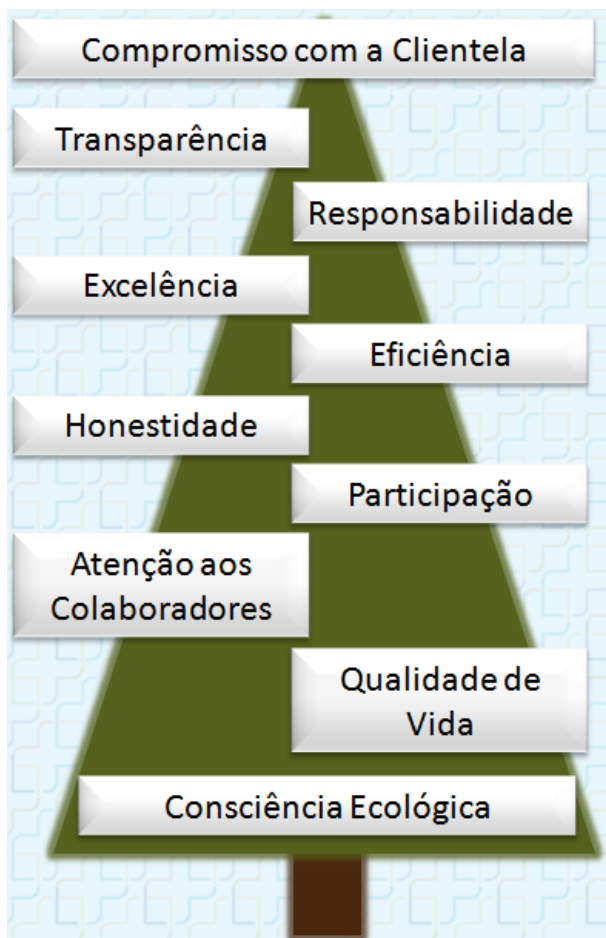 Compromisso com a Clientela
Transparência
Responsabilidade
Excelência
Eficiência
Honestidade
Participação
Atenção aos
Colaboradores
Qualidade de
Vida
Consciência Ecológica